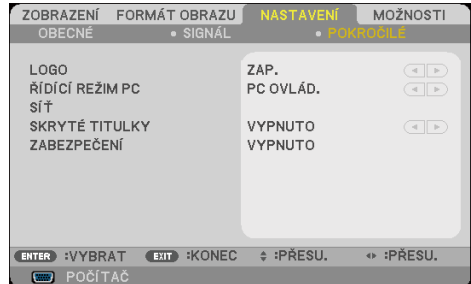 ZOBRAZENÍ FORMÁT OBRAZU NASTAVENÍ MOŽNOSTI
OBECNÉ • SIGNÁL • POKROČILÉ
LOGO ZAP.
ŘÍDÍCÍ REŽIM PC PC OVLÁD.
SÍŤ
SKRYTÉ TITULKY VYPNUTO
ZABEZPEČENÍ VYPNUTO
ENTER :VYBRAT EXIT :KONEC :PŘESU. :PŘESU.
POČÍTAČ